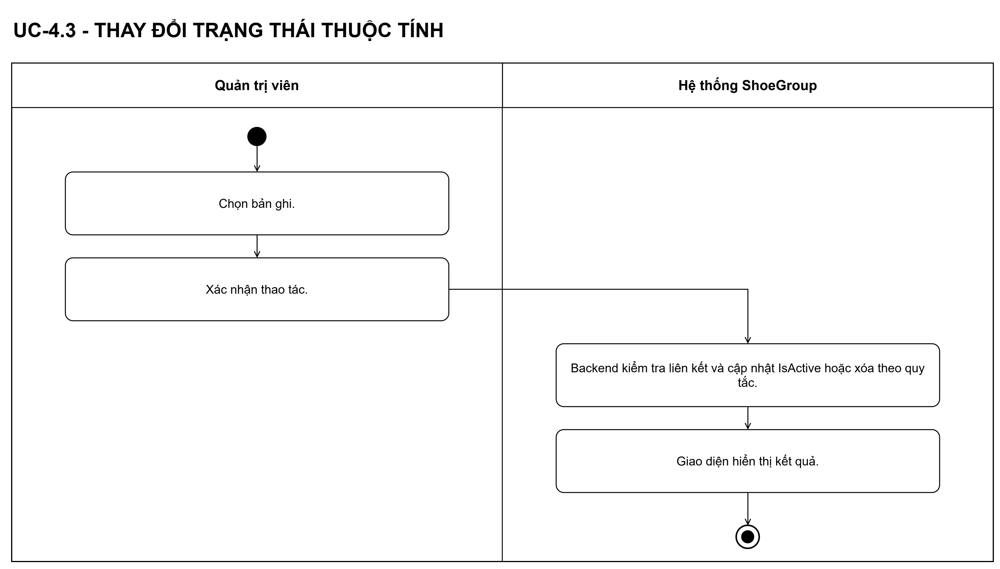 UC-4.3 - THAY ĐỔI TRẠNG THÁI THUỘC TÍNH
Quản trị viên
Hệ thống ShoeGroup
Chọn bản ghi.
Xác nhận thao tác.
Backend kiểm tra liên kết và cập nhật IsActive hoặc xóa theo quy
tắc.
Giao diện hiển thị kết quả.